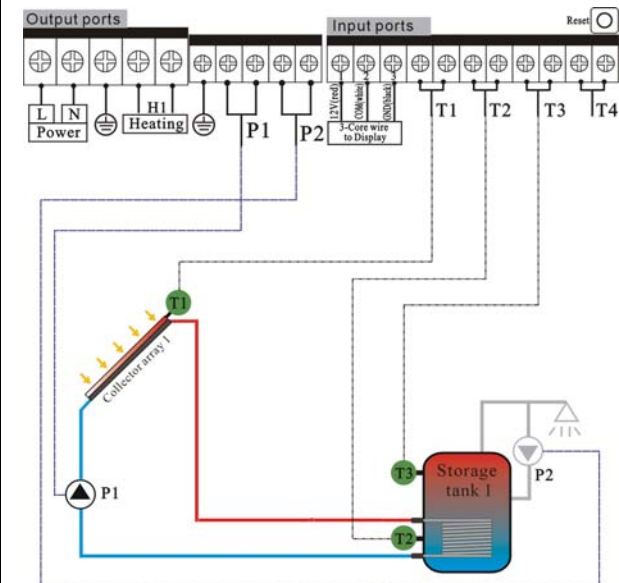 Output ports
Input ports
Reset
L N
Power
H1
Heating
P1
P2
12V(red)
COM(white)
GND(black)
3-Core wire
to Display
T1
T2
T3
T4
T1
Collector array 1
P1
T3
Storage
tank 1
T2
P2